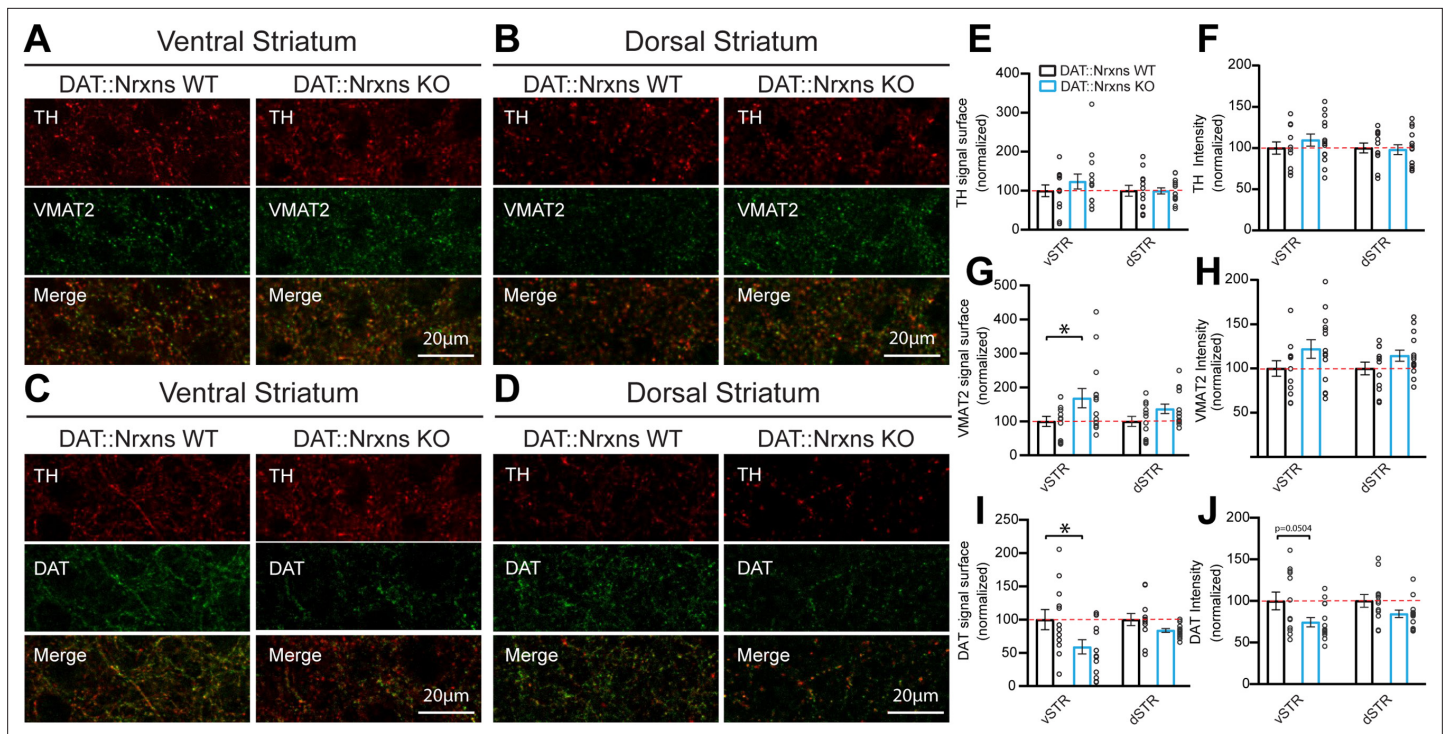 A Ventral Striatum
DAT::Nrxns WT DAT::Nrxns KO
TH TH
VMAT2 VMAT2
Merge Merge
20µm
B Dorsal Striatum
DAT::Nrxns WT DAT::Nrxns KO
TH TH
VMAT2 VMAT2
Merge Merge
20µm
C Ventral Striatum
DAT::Nrxns WT DAT::Nrxns KO
TH TH
DAT DAT
Merge Merge
20µm
D Dorsal Striatum
DAT::Nrxns WT DAT::Nrxns KO
TH TH
DAT DAT
Merge Merge
20µm
E
TH signal surface
(normalized)
400
300
200
100
0
DAT::Nrxns WT
DAT::Nrxns KO
vSTR dSTR
F
TH Intensity
(normalized)
200
150
100
50
0
vSTR dSTR
G
VMAT2 signal surface
(normalized)
500
400
300
200
100
0
*
vSTR dSTR
H
VMAT2 Intensity
(normalized)
200
150
100
50
vSTR dSTR
I
DAT signal surface
(normalized)
250
200
150
100
50
0
*
vSTR dSTR
J
DAT Intensity
(normalized)
200
150
100
50
0
p=0.0504
vSTR dSTR